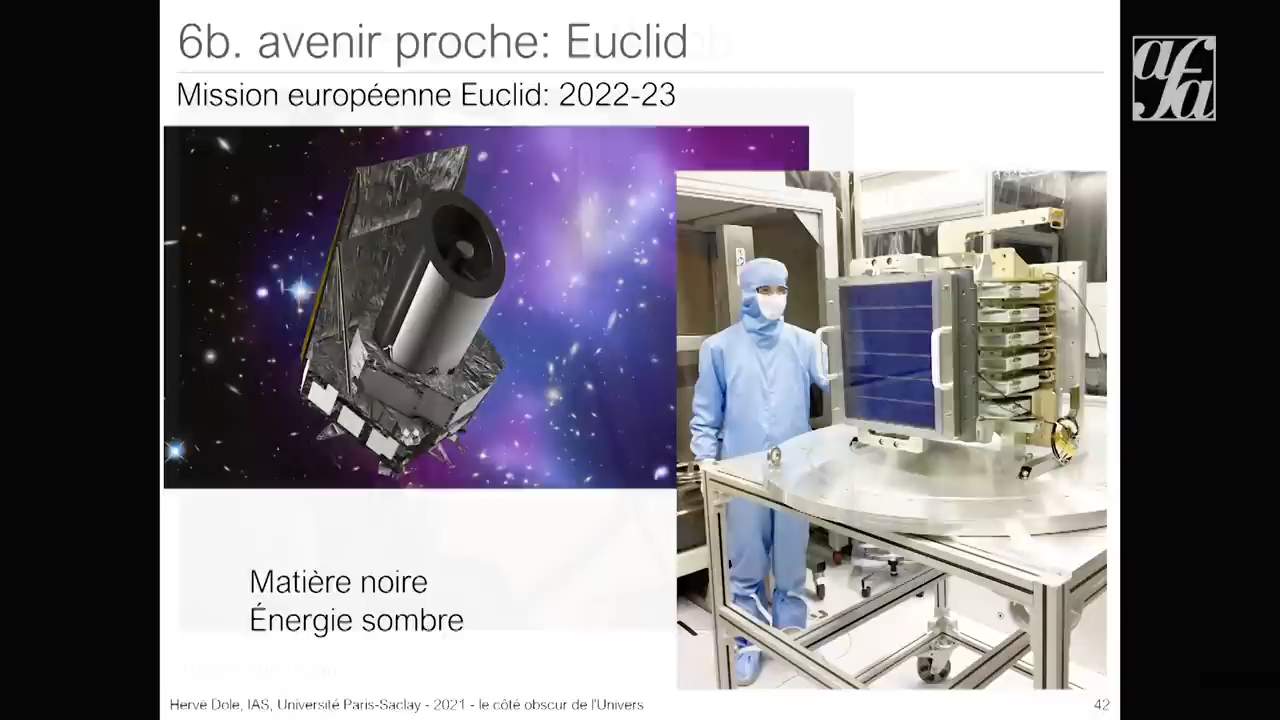 6b. avenir proche: Euclid
Mission européenne Euclid: 2022-23
afa
Matière noire
Énergie sombre
Hervé Dole, IAS, Université Paris-Saclay - 2021 - le côté obscur de l'Univers
42